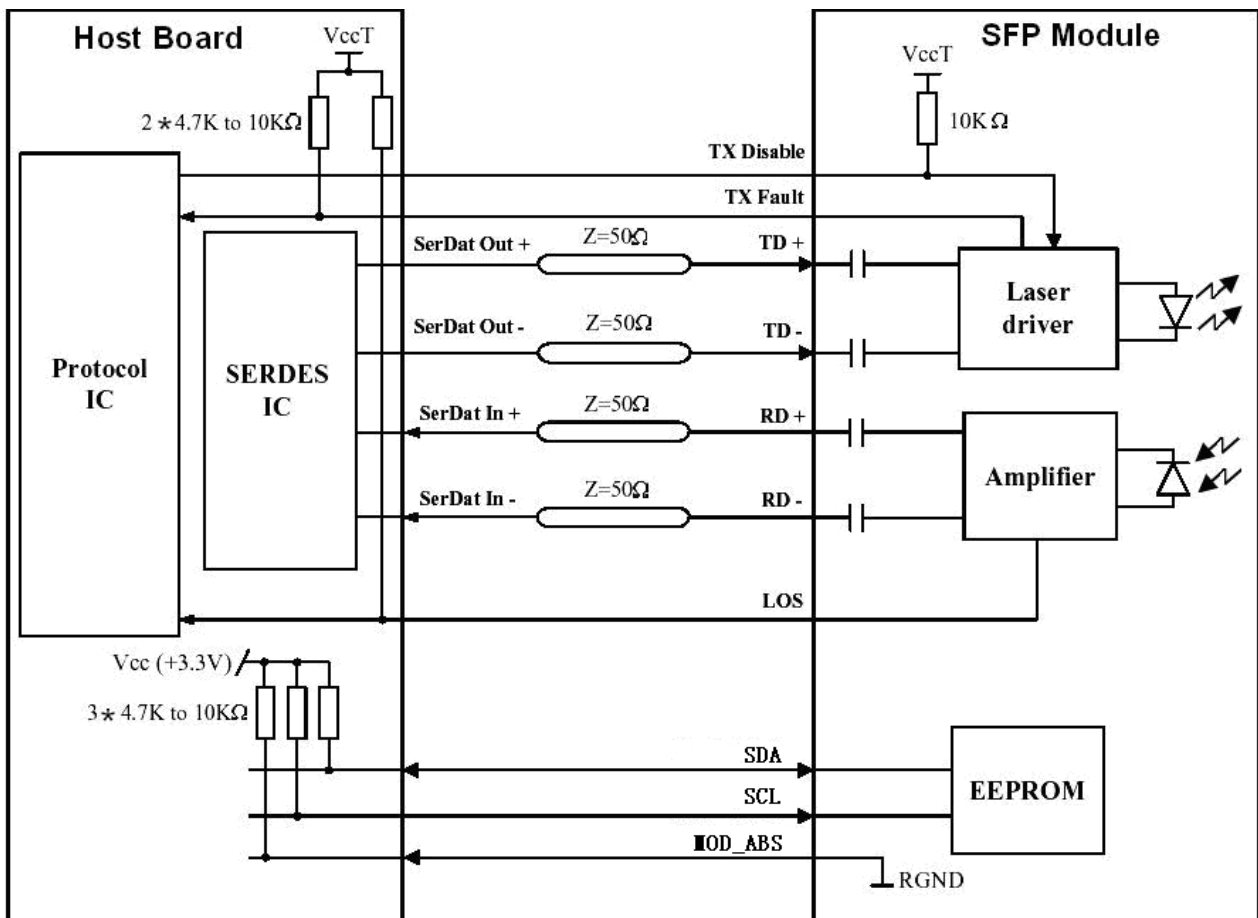 Host Board
SFP Module
VccT
VccT
2*4.7K to 10KΩ
10KΩ
TX Disable
TX Fault
SerDat Out +
Z=50Ω
TD +
SerDat Out -
Z=50Ω
TD -
Laser
driver
Protocol
IC
SERDES
IC
SerDat In +
Z=50Ω
RD +
SerDat In -
Z=50Ω
RD -
Amplifier
LOS
Vcc (+3.3V)
3* 4.7K to 10KΩ
SDA
SCL
MOD_ABS
EEPROM
RGND